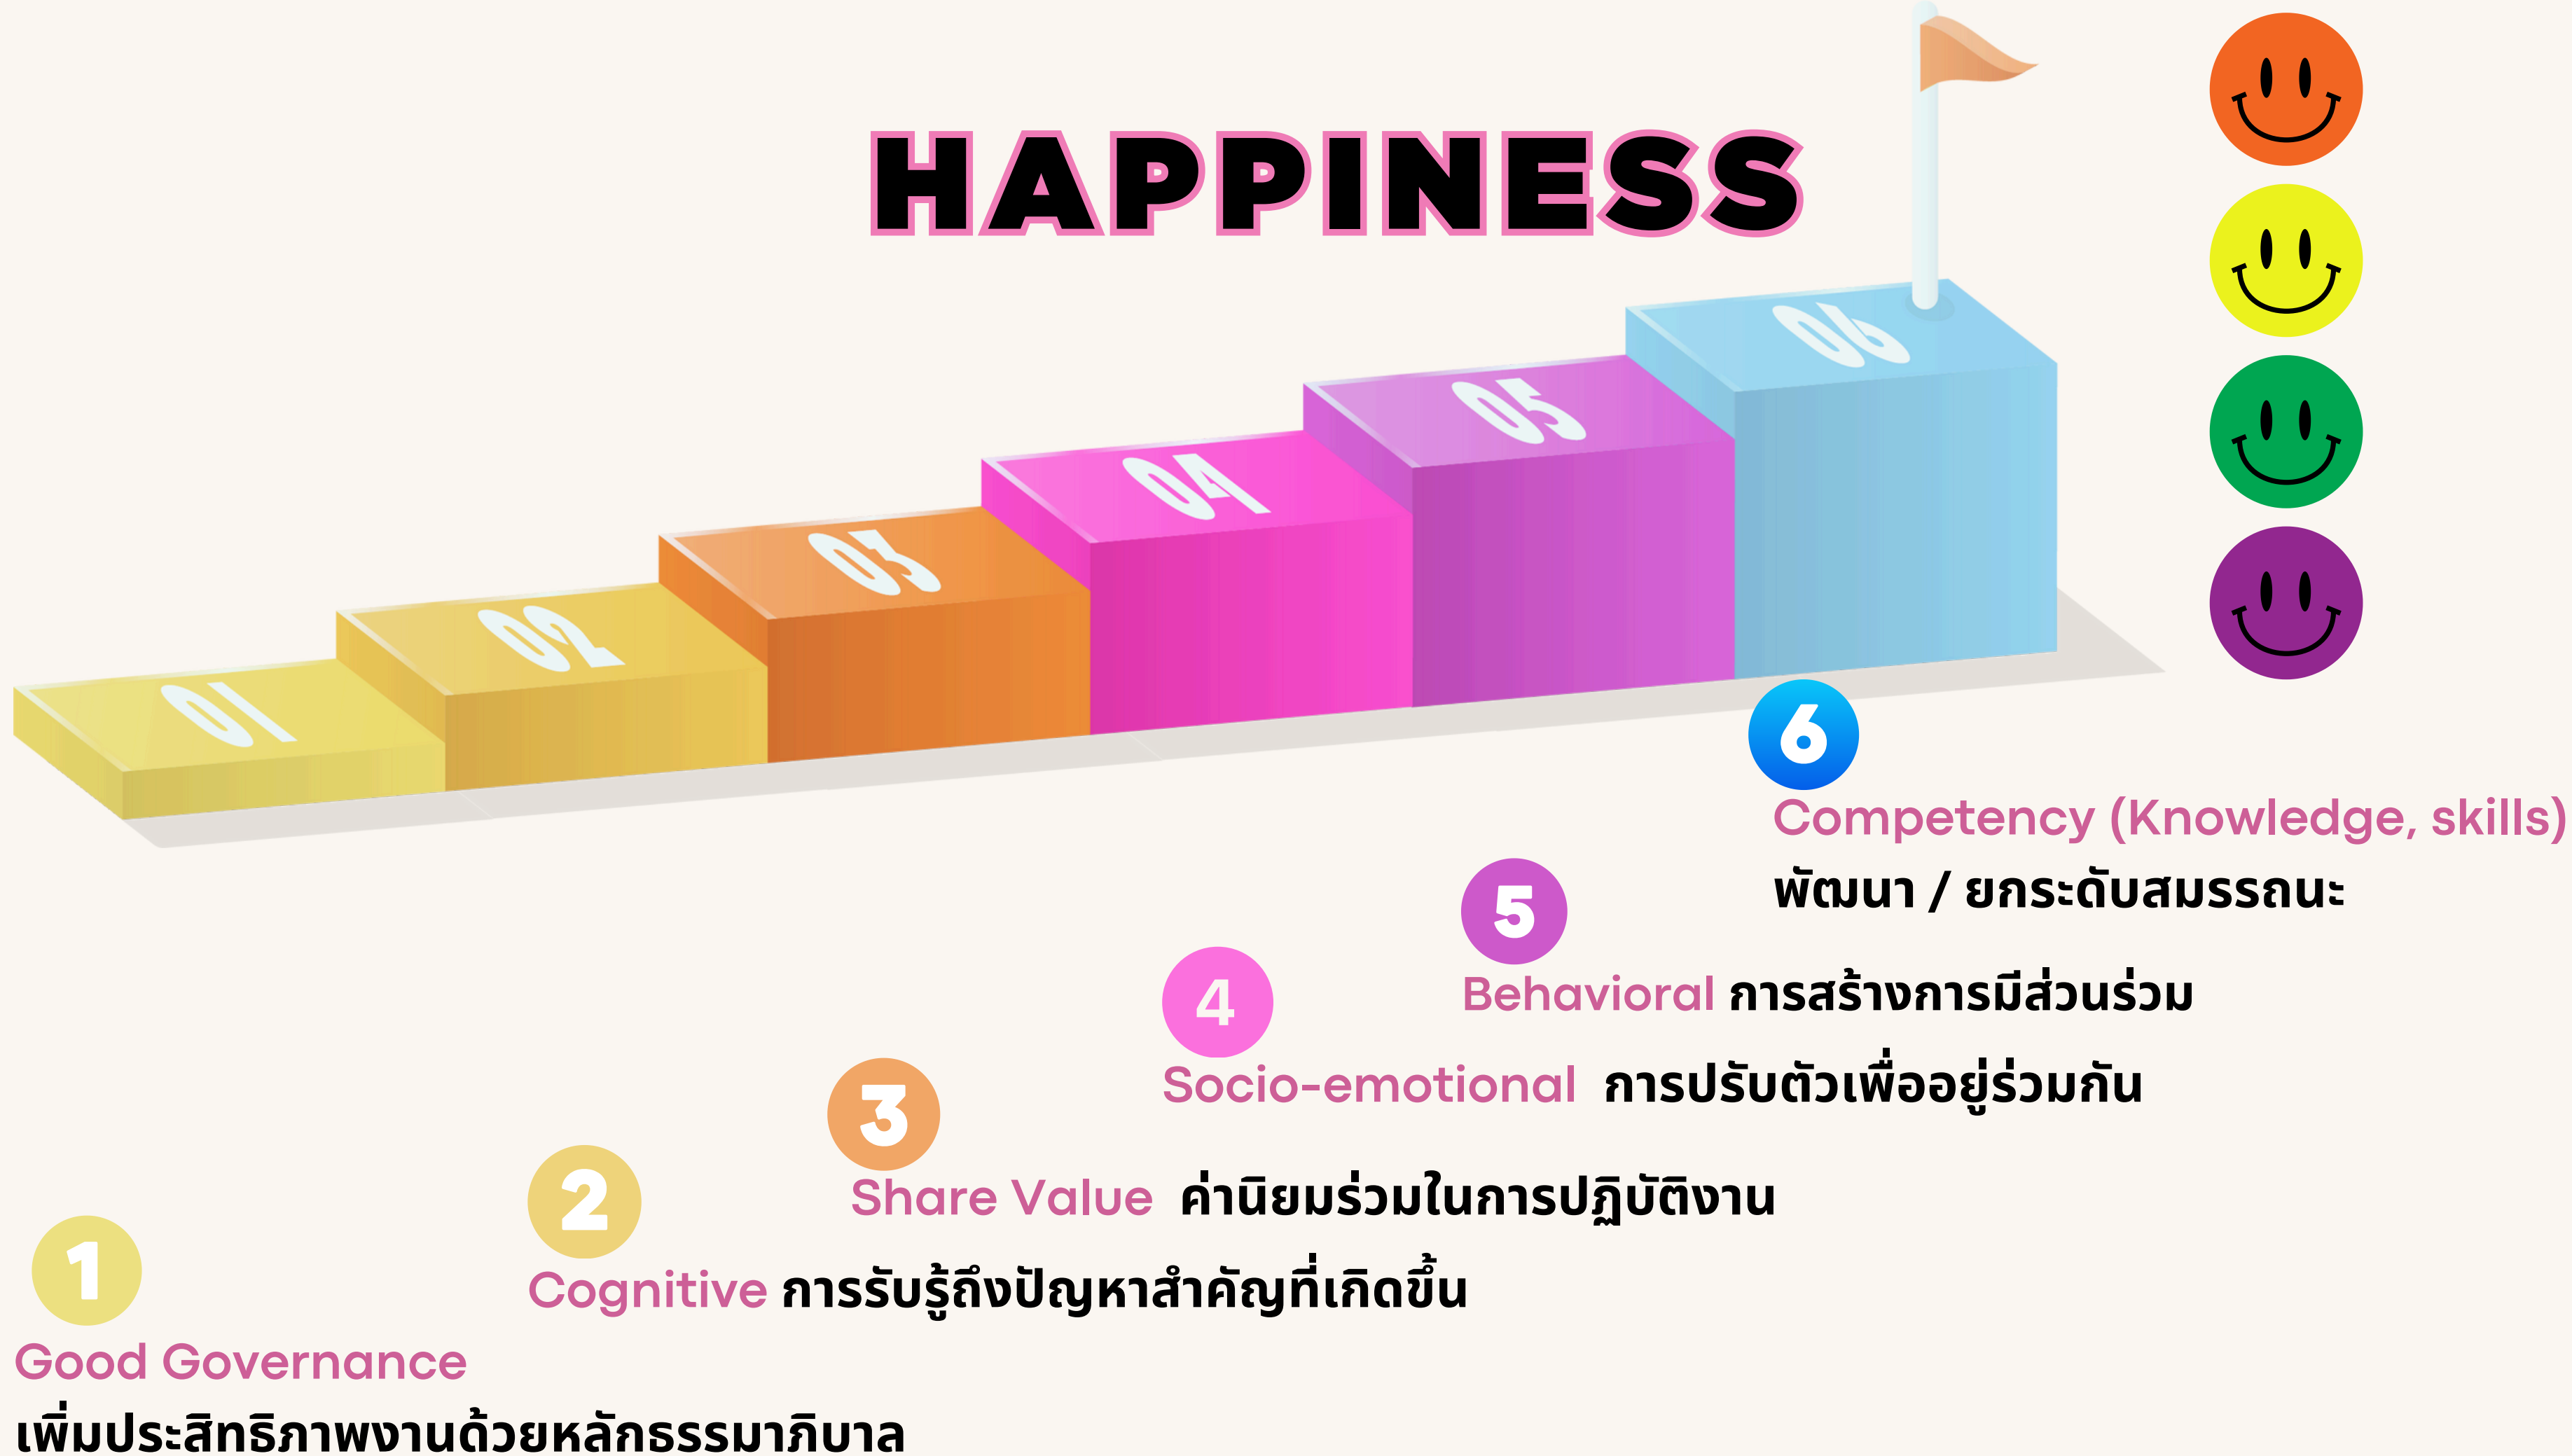 HAPPINESS
01
02
03
04
05
06
6
Competency (Knowledge, skills)
พัฒนา / ยกระดับสมรรถนะ
5
Behavioral การสร้างการมีส่วนร่วม
4
Socio-emotional การปรับตัวเพื่ออยู่ร่วมกัน
3
Share Value ค่านิยมร่วมในการปฏิบัติงาน
2
Cognitive การรับรู้ถึงปัญหาสำคัญที่เกิดขึ้น
1
Good Governance
เพิ่มประสิทธิภาพงานด้วยหลักธรรมาภิบาล